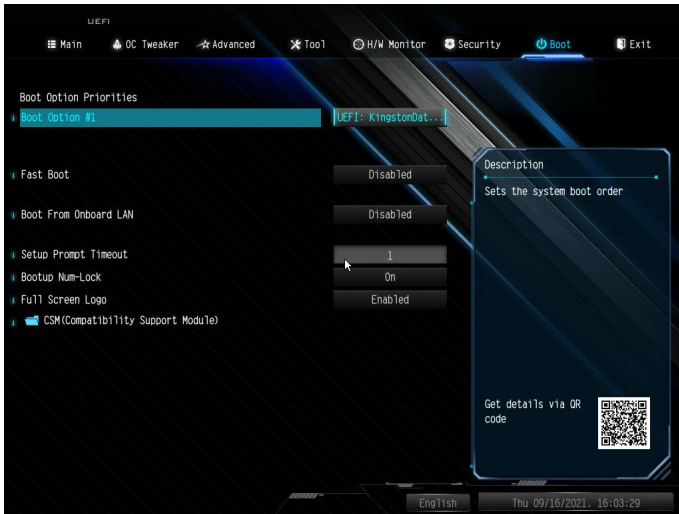 UEFI
Main OC Tweaker Advanced Tool H/W Monitor Security Boot Exit
Boot Option Priorities
Boot Option #1 UEFI: KingstonDat...
Fast Boot Disabled
Boot From Onboard LAN Disabled
Setup Prompt Timeout 1
Bootup Num-Lock On
Full Screen Logo Enabled
CSM(Compatibility Support Module)
Description
Sets the system boot order
Get details via QR
code
English Thu 09/16/2021. 16:03:29